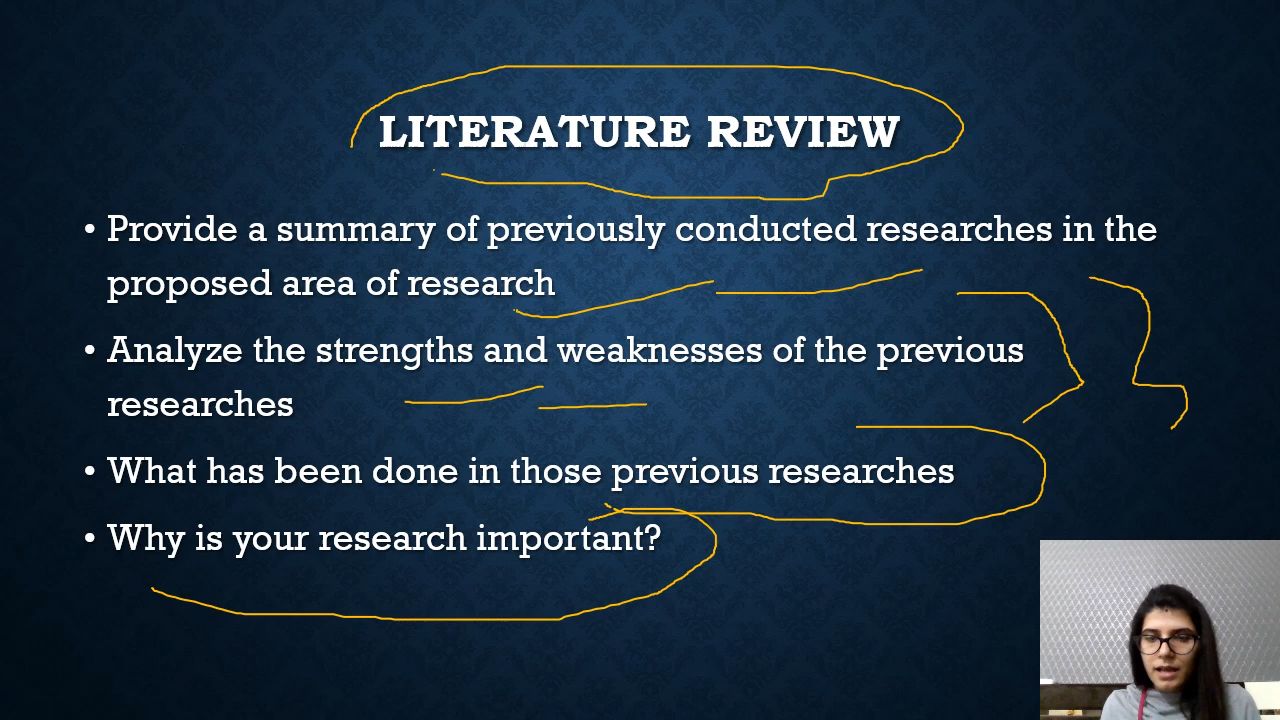 LITERATURE REVIEW
• Provide a summary of previously conducted researches in the
proposed area of research
• Analyze the strengths and weaknesses of the previous
researches
• What has been done in those previous researches
• Why is your research important?